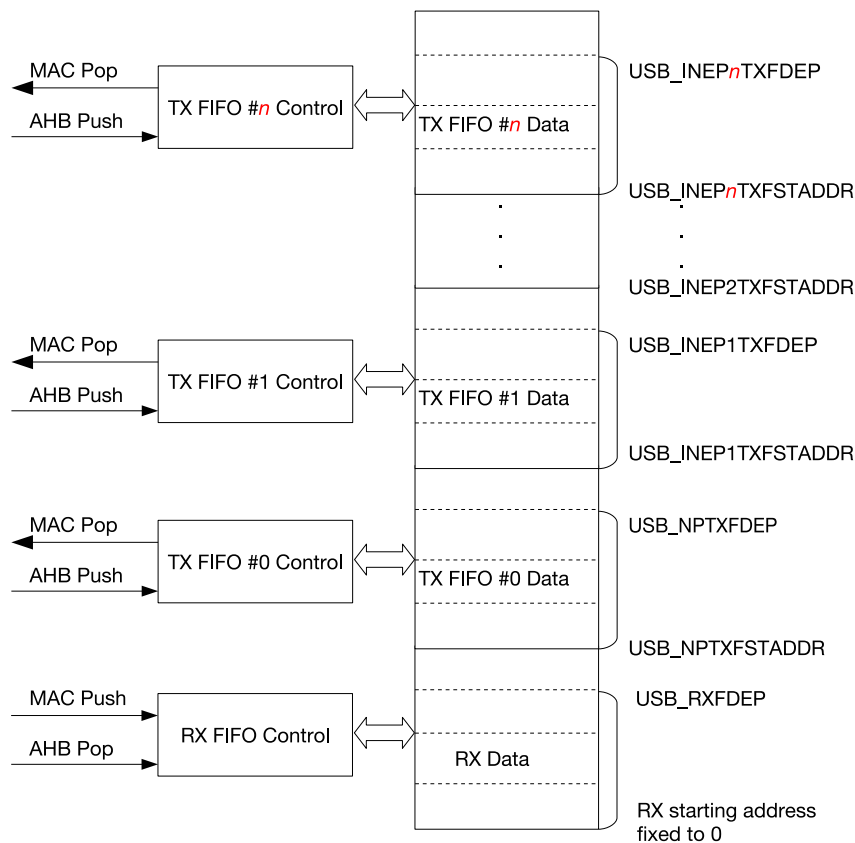 USB_INEPnTXFDEP
MAC Pop
TX FIFO #n Control
AHB Push
TX FIFO #n Data
USB_INEPnTXFSTADDR
USB_INEP2TXFSTADDR
USB_INEP1TXFDEP
MAC Pop
TX FIFO #1 Control
AHB Push
TX FIFO #1 Data
USB_INEP1TXFSTADDR
USB_NPTXFDEP
MAC Pop
TX FIFO #0 Control
AHB Push
TX FIFO #0 Data
USB_NPTXFSTADDR
USB_RXFDEP
MAC Push
RX FIFO Control
AHB Pop
RX Data
RX starting address
fixed to 0